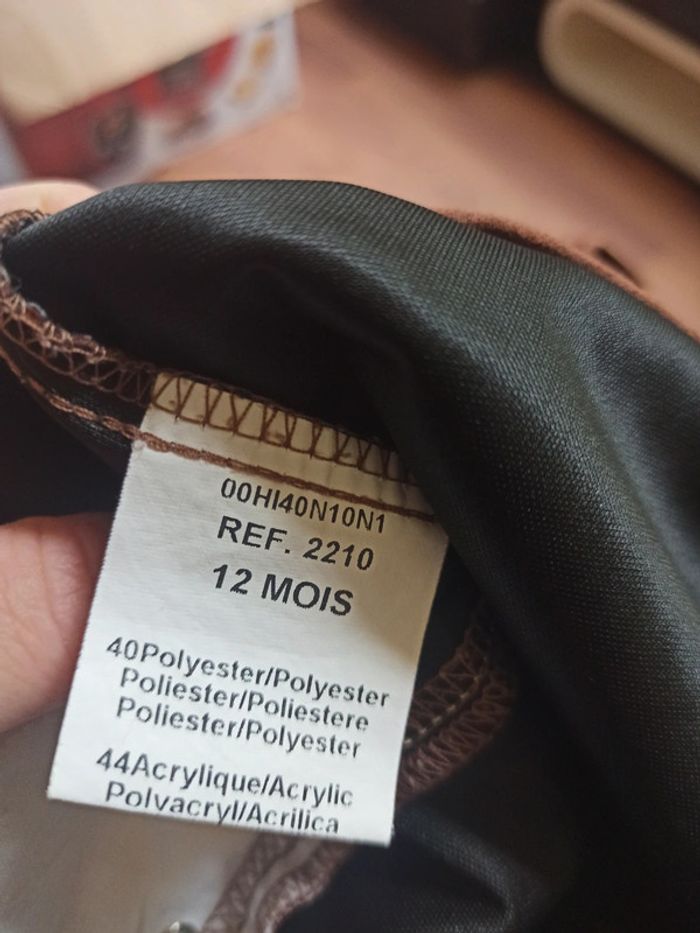 00HI40N10N1
REF. 2210
12 MOIS
40Polyester/Polyester
Poliester/Poliestere
Poliester/Polyester
44Acrylique/Acrylic
Polvacryl/Acrilica